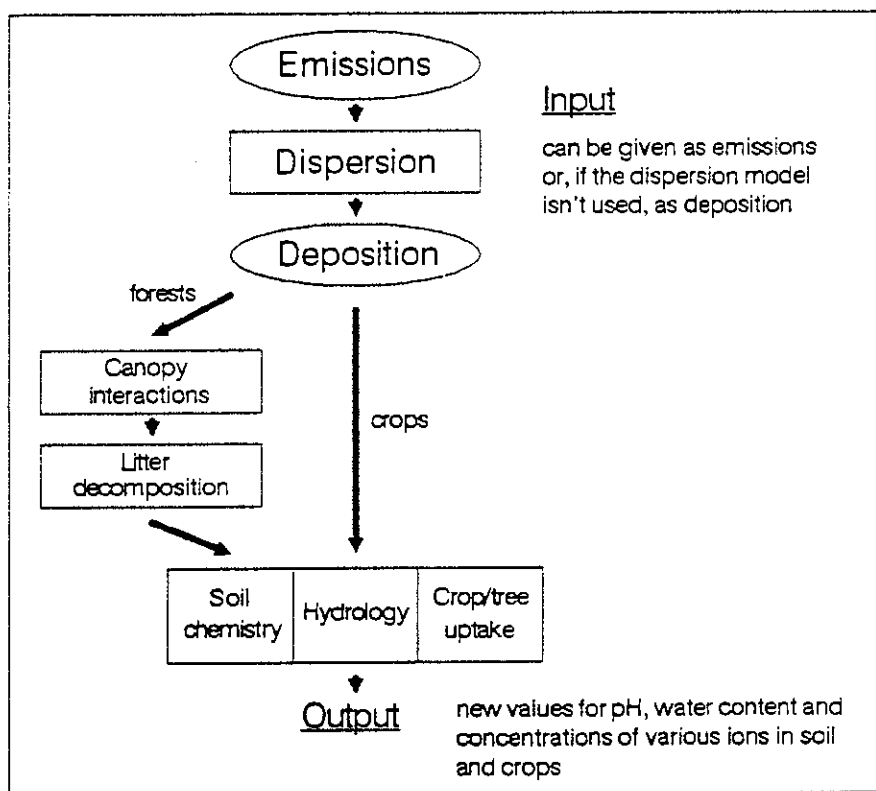 Emissions
Input
can be given as emissions
or, if the dispersion model
isn't used, as deposition
Dispersion
Deposition
forests
Canopy
interactions
crops
Litter
decomposition
Soil
chemistry
Hydrology
Crop/tree
uptake
Output
new values for pH, water content and
concentrations of various ions in soil
and crops